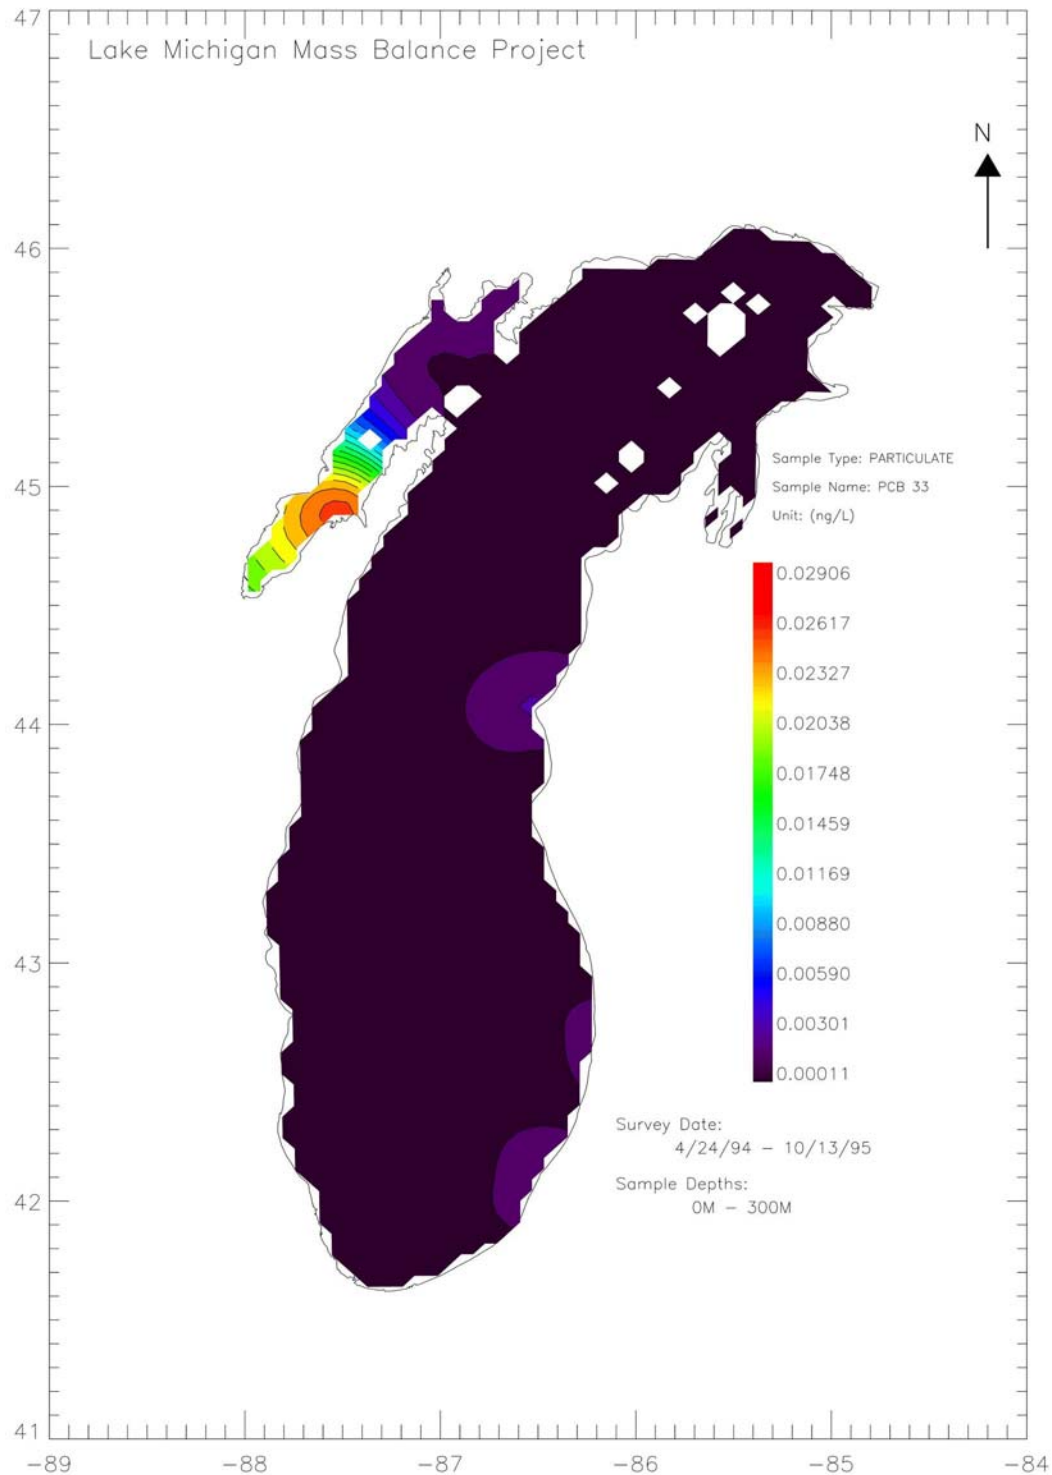 Lake Michigan Mass Balance Project
N
47
46
45
44
43
42
41
-89
-88
-87
-86
-85
-84
Sample Type: PARTICULATE
Sample Name: PCB 33
Unit: (ng/L)
0.02906
0.02617
0.02327
0.02038
0.01748
0.01459
0.01169
0.00880
0.00590
0.00301
0.00011
Survey Date:
4/24/94 - 10/13/95
Sample Depths:
0M - 300M